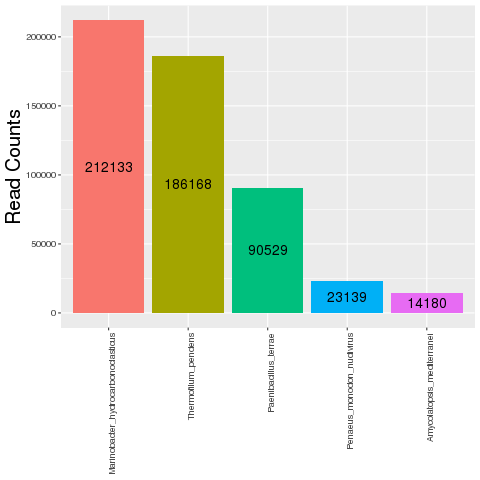 Read Counts
200000
150000
100000
50000
0
212133
186168
90529
23139
14180
Marinobacter_hydrocarbonoclasticus
Thermofilum_pendens
Paenibacillus_terrae
Penaeus_monodon_nudivirus
Amycolatopsis_mediterranei